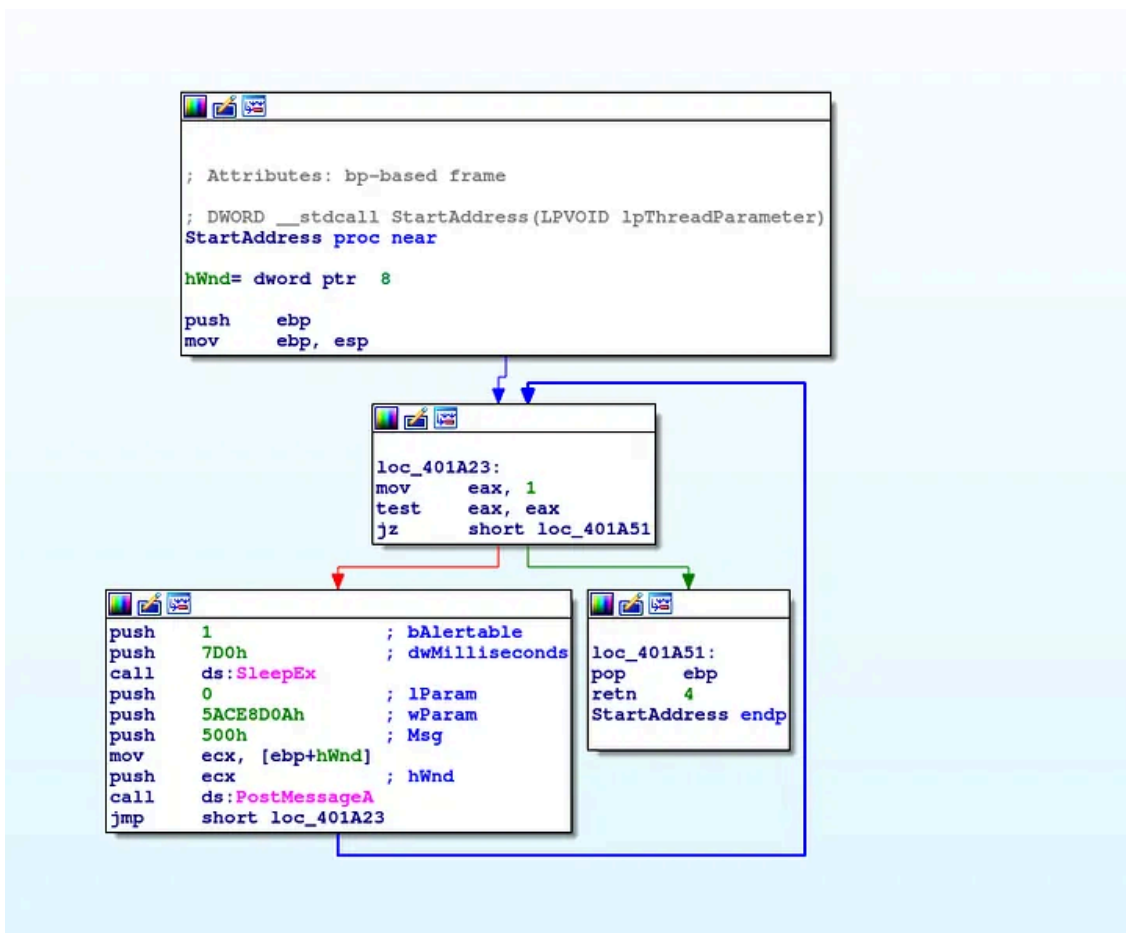 ; Attributes: bp-based frame
; DWORD __stdcall StartAddress(LPVOID lpThreadParameter)
StartAddress proc near
hWnd= dword ptr  8
push    ebp
mov     ebp, esp
loc_401A23:
mov     eax, 1
test    eax, eax
jz      short loc_401A51
push    1               ; bAlertable
push    7D0h            ; dwMilliseconds
call    ds:SleepEx
push    0               ; lParam
push    5ACE8D0Ah       ; wParam
push    500h            ; Msg
mov     ecx, [ebp+hWnd]
push    ecx             ; hWnd
call    ds:PostMessageA
jmp     short loc_401A23
loc_401A51:
pop     ebp
retn    4
StartAddress endp